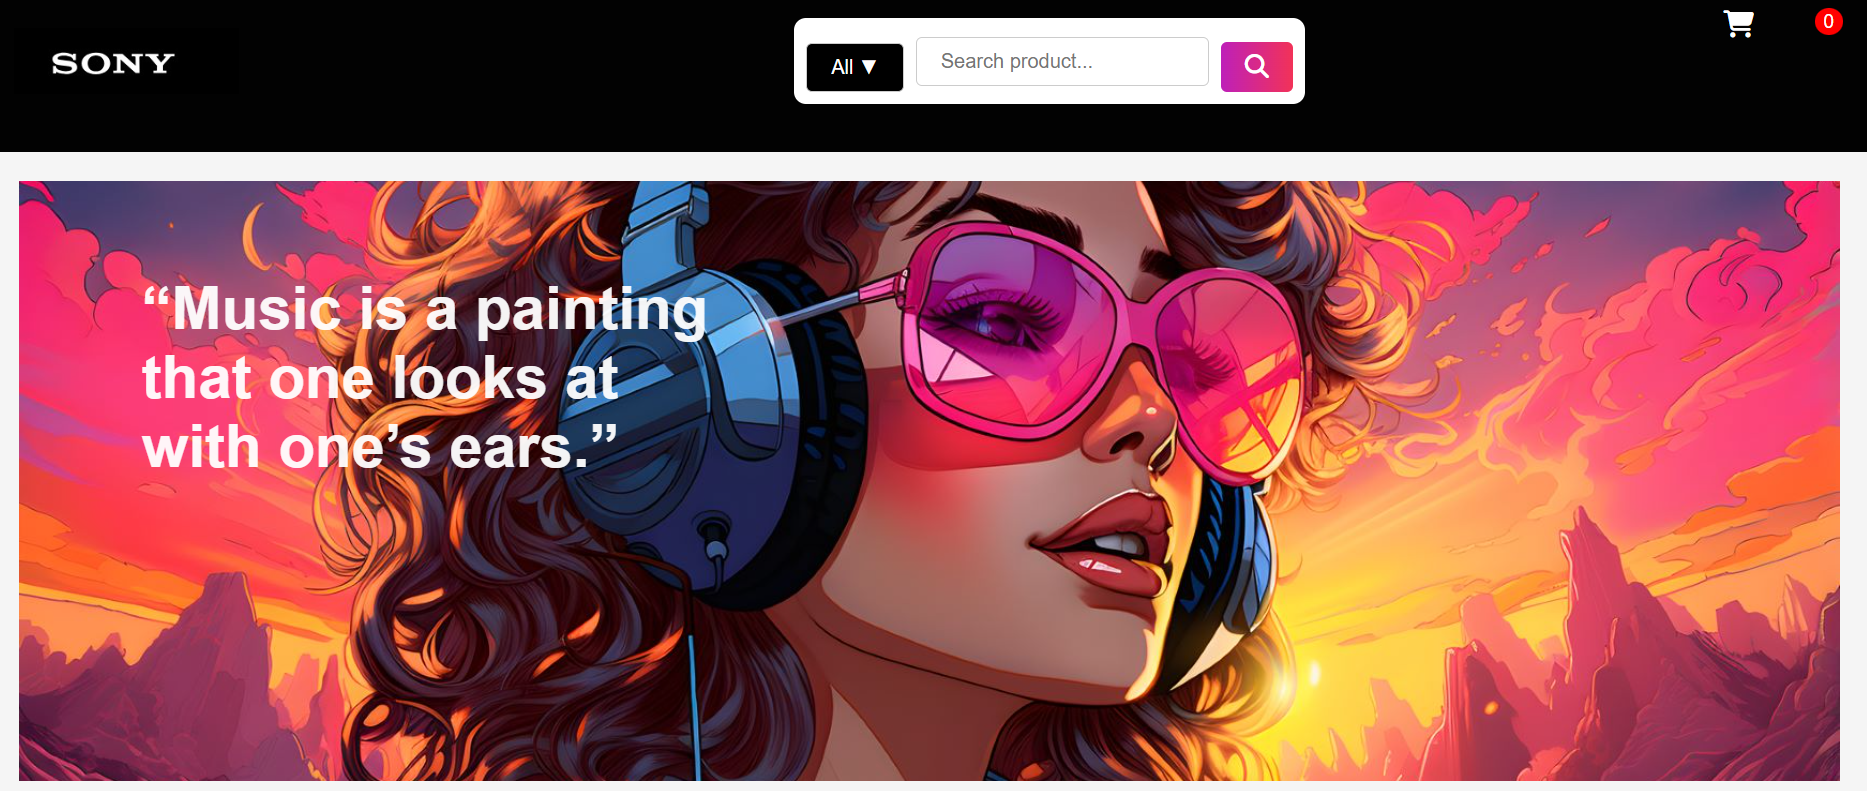 SONY
All ▼
Search product...
0
“Music is a painting
that one looks at
with one’s ears.”